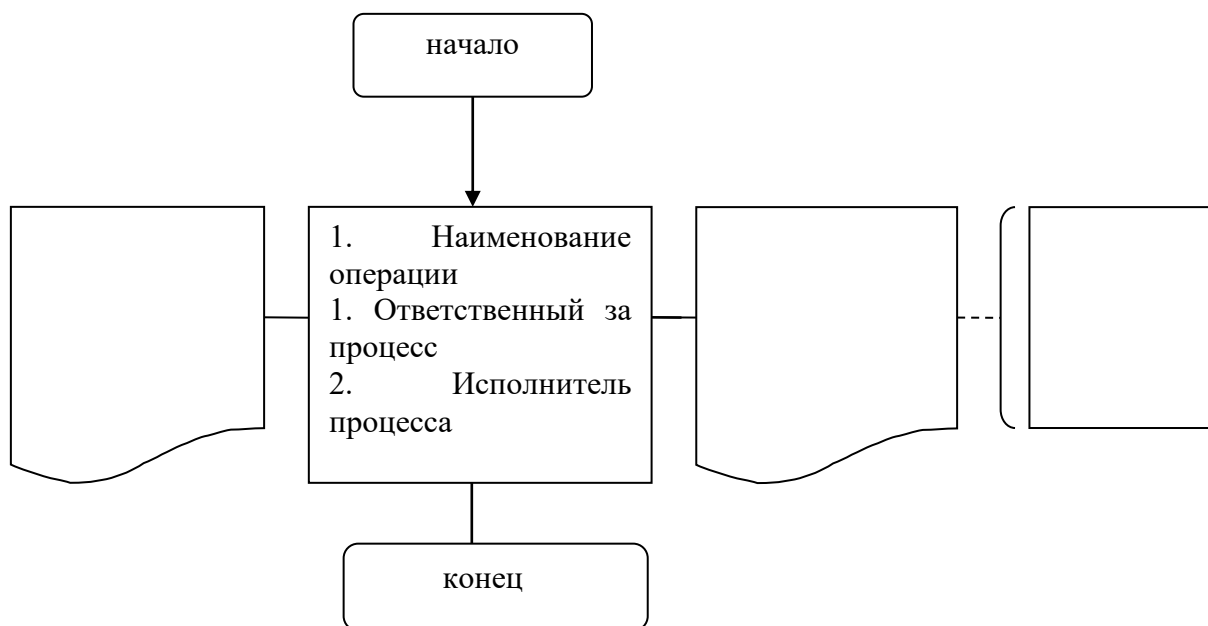 начало
1. Наименование
операции
1. Ответственный за
процесс
2. Исполнитель
процесса
конец